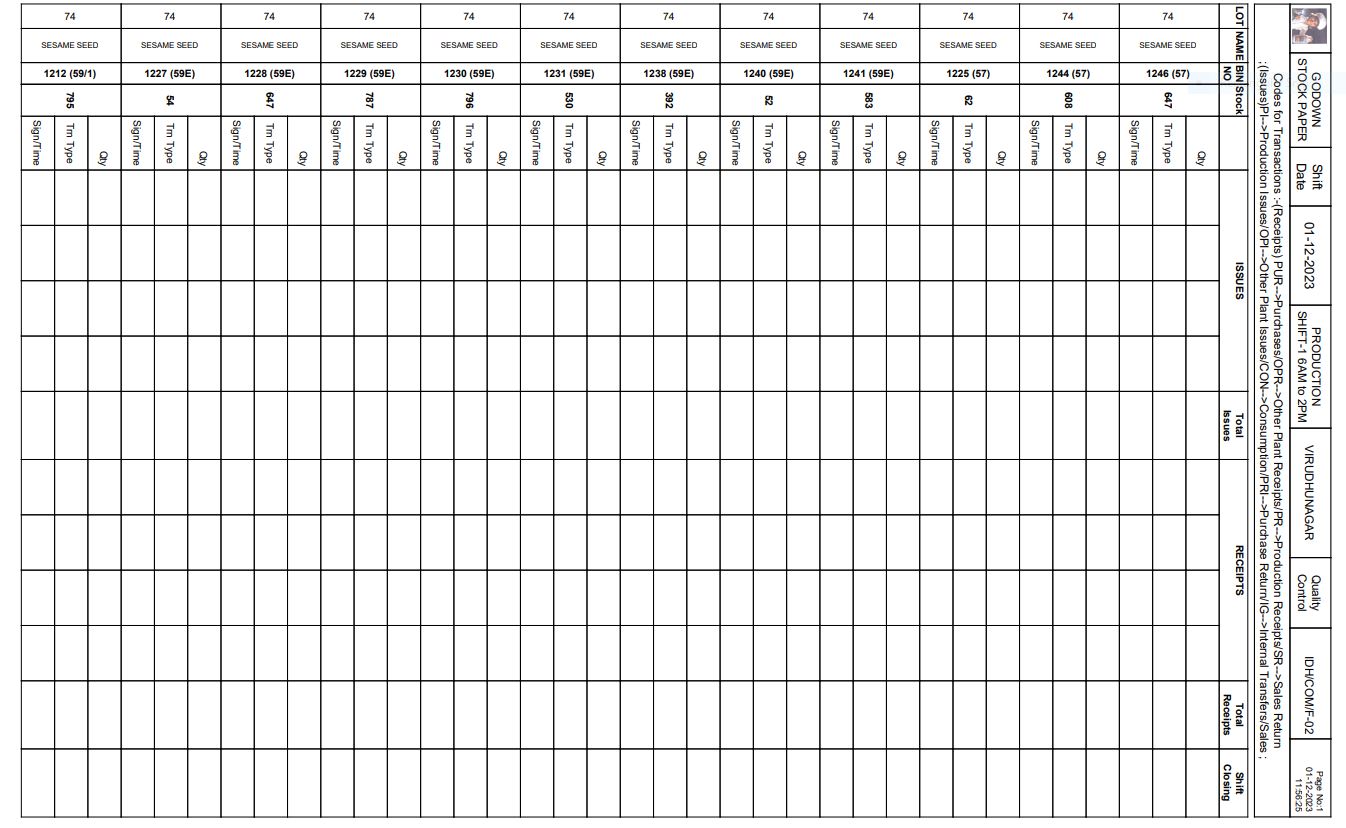 GODOWN
STOCK PAPER
Shift
Date
01-12-2023
PRODUCTION
SHIFT-1 6AM to 2PM
VIRUDHUNAGAR
Quality
Control
IDH/COM/F-02
Page No:1
01-12-2023
11:56:25
Codes for Transactions :-(Receipts) PUR-->Purchases/OPR-->Other Plant Receipts/PR-->Production Receipts/SR-->Sales Return
;(Issues)PI-->Production Issues/OPI-->Other Plant Issues/CON-->Consumption/PRI-->Purchase Return/IG-->Internal Transfers/Sales ;
LOT NAME BIN NO Stock ISSUES Total Issues RECEIPTS Total Receipts Shift Closing
74 SESAME SEED 1246 (57) 647 Qty
Trn Type
Sign/Time
74 SESAME SEED 1244 (57) 608 Qty
Trn Type
Sign/Time
74 SESAME SEED 1225 (57) 62 Qty
Trn Type
Sign/Time
74 SESAME SEED 1241 (59E) 583 Qty
Trn Type
Sign/Time
74 SESAME SEED 1240 (59E) 52 Qty
Trn Type
Sign/Time
74 SESAME SEED 1238 (59E) 392 Qty
Trn Type
Sign/Time
74 SESAME SEED 1231 (59E) 530 Qty
Trn Type
Sign/Time
74 SESAME SEED 1230 (59E) 796 Qty
Trn Type
Sign/Time
74 SESAME SEED 1229 (59E) 787 Qty
Trn Type
Sign/Time
74 SESAME SEED 1228 (59E) 647 Qty
Trn Type
Sign/Time
74 SESAME SEED 1227 (59E) 54 Qty
Trn Type
Sign/Time
74 SESAME SEED 1212 (59/1) 795 Qty
Trn Type
Sign/Time